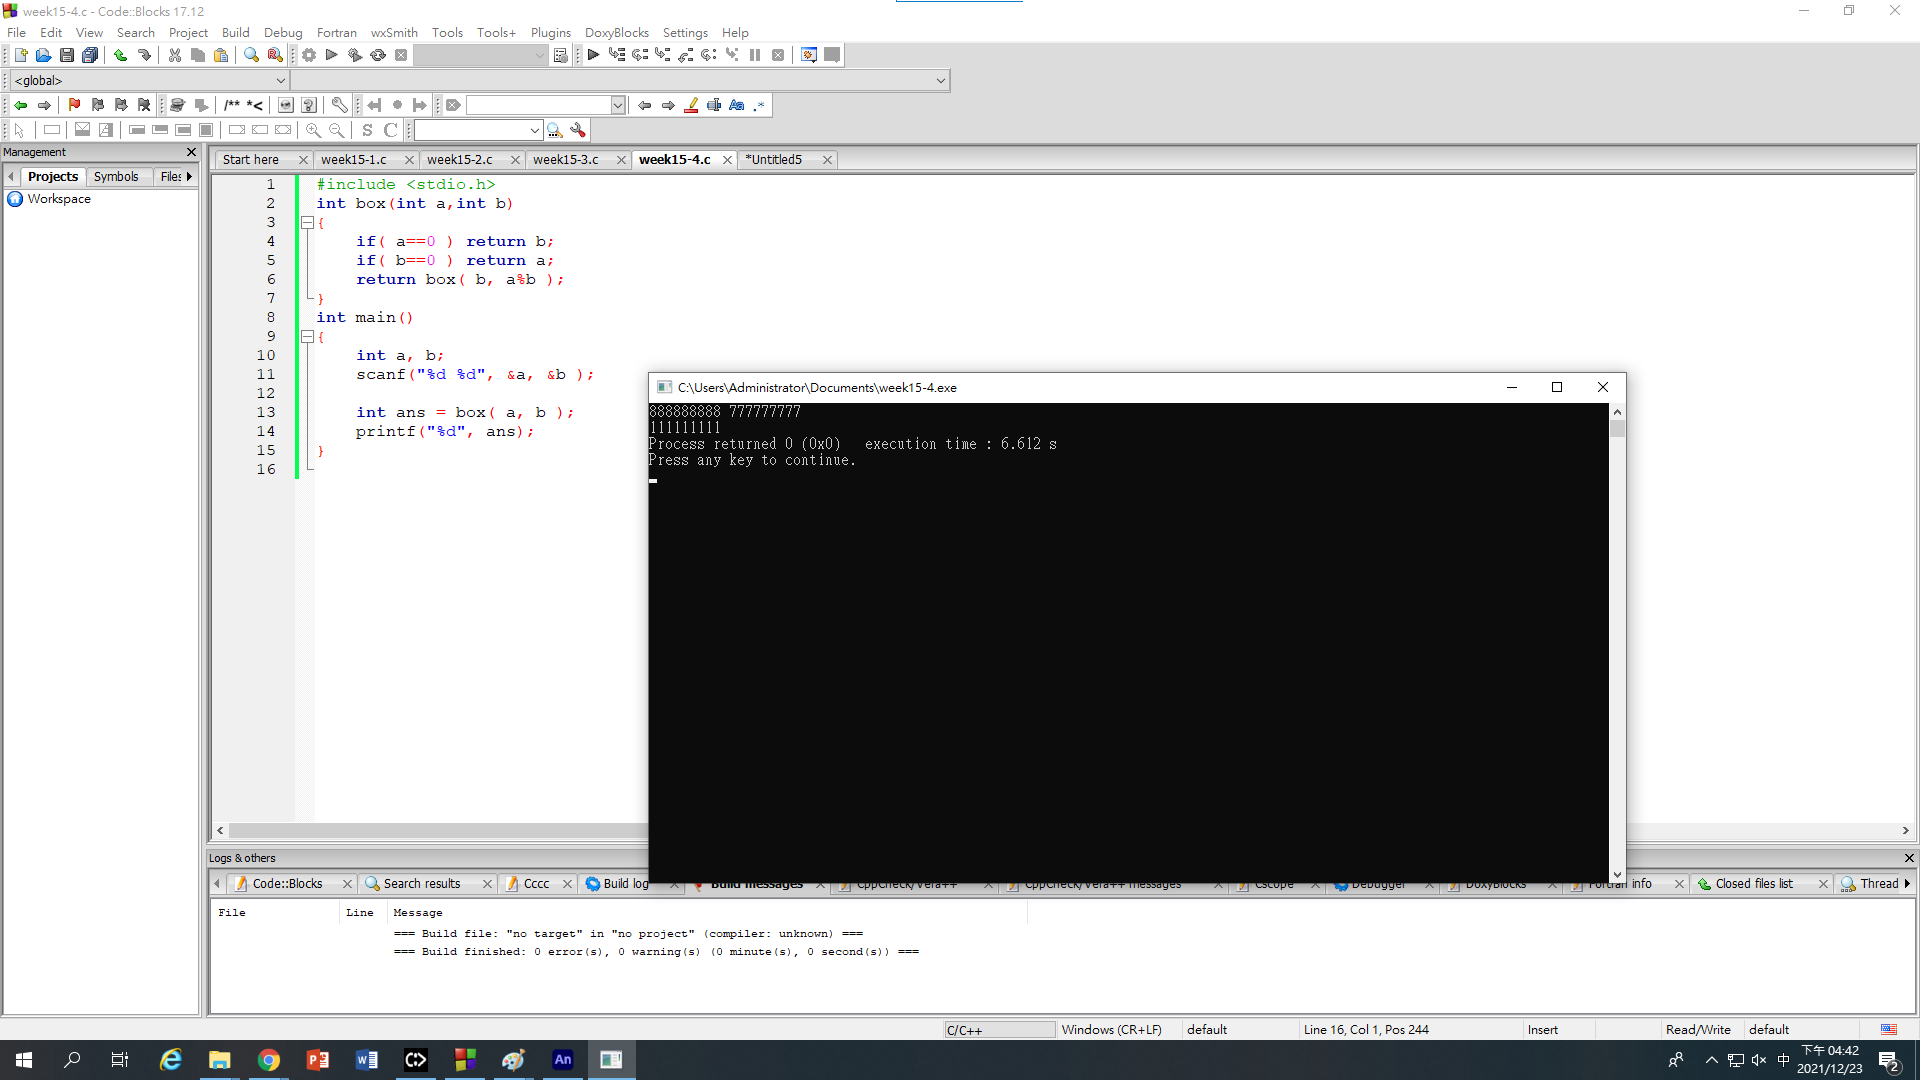 week15-4.c - Code::Blocks 17.12
File Edit View Search Project Build Debug Fortran wxSmith Tools Tools+ Plugins DoxyBlocks Settings Help
<global>
/** *<
S C
Management
Projects Symbols Files
Workspace
Start here week15-1.c week15-2.c week15-3.c week15-4.c *Untitled5
1 #include <stdio.h>
2 int box(int a,int b)
3 {
4 if( a==0 ) return b;
5 if( b==0 ) return a;
6 return box( b, a%b );
7 }
8 int main()
9 {
10 int a, b;
11 scanf("%d %d", &a, &b );
12
13 int ans = box( a, b );
14 printf("%d", ans);
15 }
16
C:\Users\Administrator\Documents\week15-4.exe
888888888 777777777
111111111
Process returned 0 (0x0) execution time : 6.612 s
Press any key to continue.
Logs & others
Code::Blocks Search results Cccc Build log Build messages CppCheck/Vera++ CppCheck/Vera++ messages Cscope Debugger DoxyBlocks Fortran info Closed files list Thread
File Line Message
=== Build file: "no target" in "no project" (compiler: unknown) ===
=== Build finished: 0 error(s), 0 warning(s) (0 minute(s), 0 second(s)) ===
C/C++ Windows (CR+LF) default Line 16, Col 1, Pos 244 Insert Read/Write default
An
中
下午 04:42
2021/12/23
2